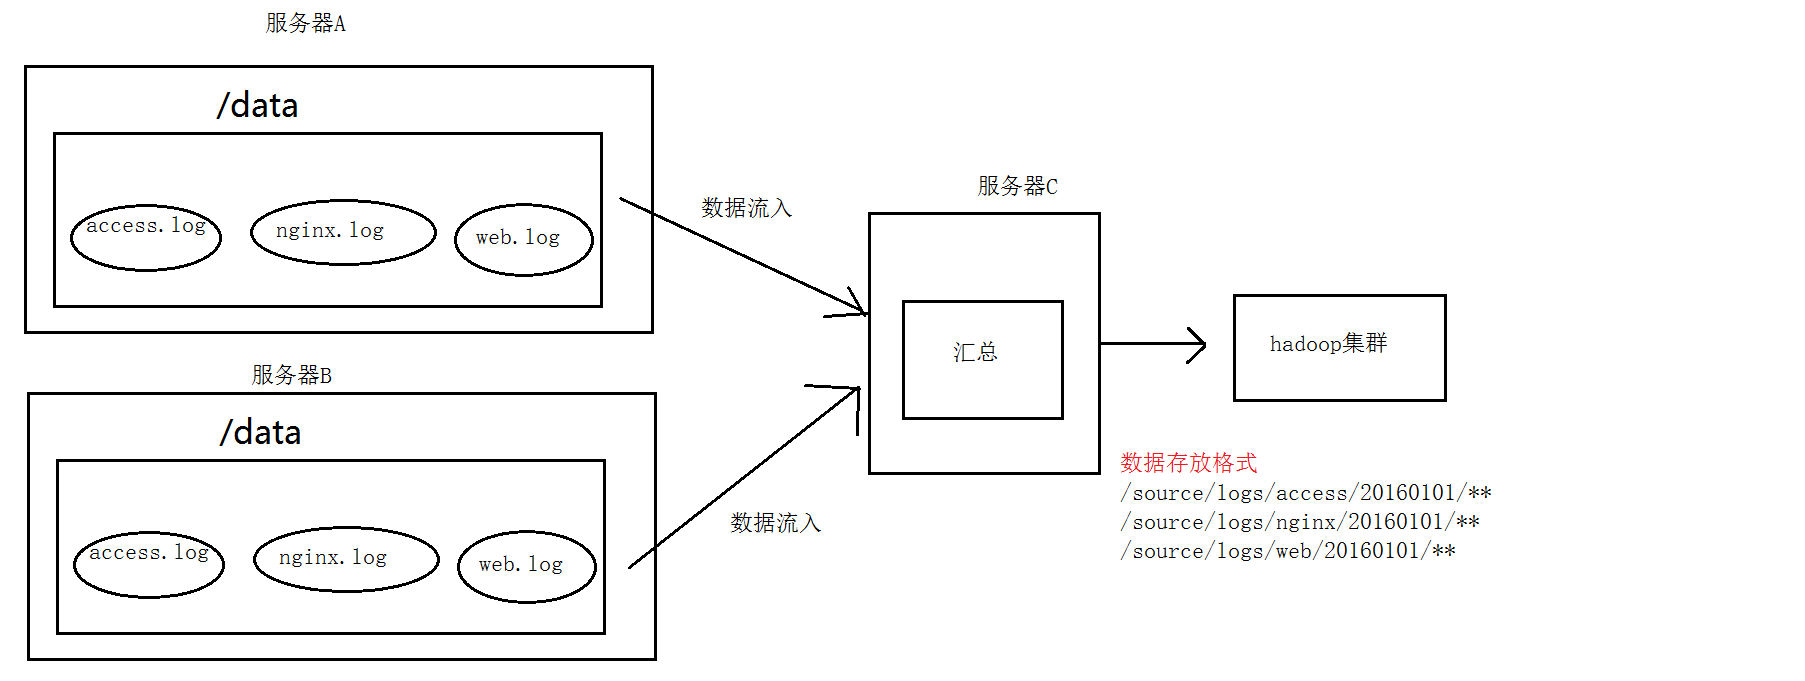 服务器A
/data
access.log
nginx.log
web.log
数据流入
服务器B
/data
access.log
nginx.log
web.log
数据流入
服务器C
汇总
hadoop集群
数据存放格式
/source/logs/access/20160101/**
/source/logs/nginx/20160101/**
/source/logs/web/20160101/**